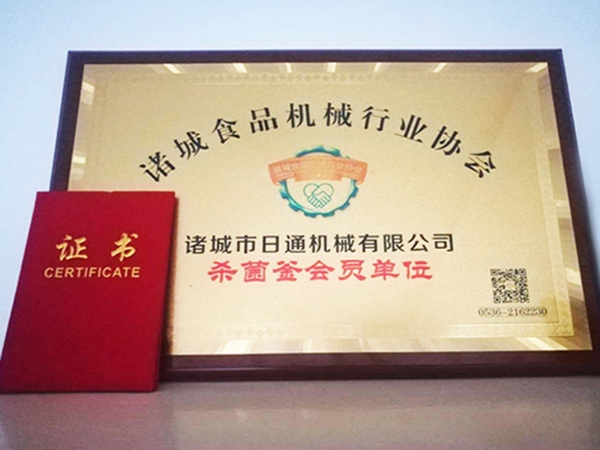 诸城食品机械行业协会
诸城市日通机械有限公司
杀菌釜会员单位
0536-2162230
证书
CERTIFICATE